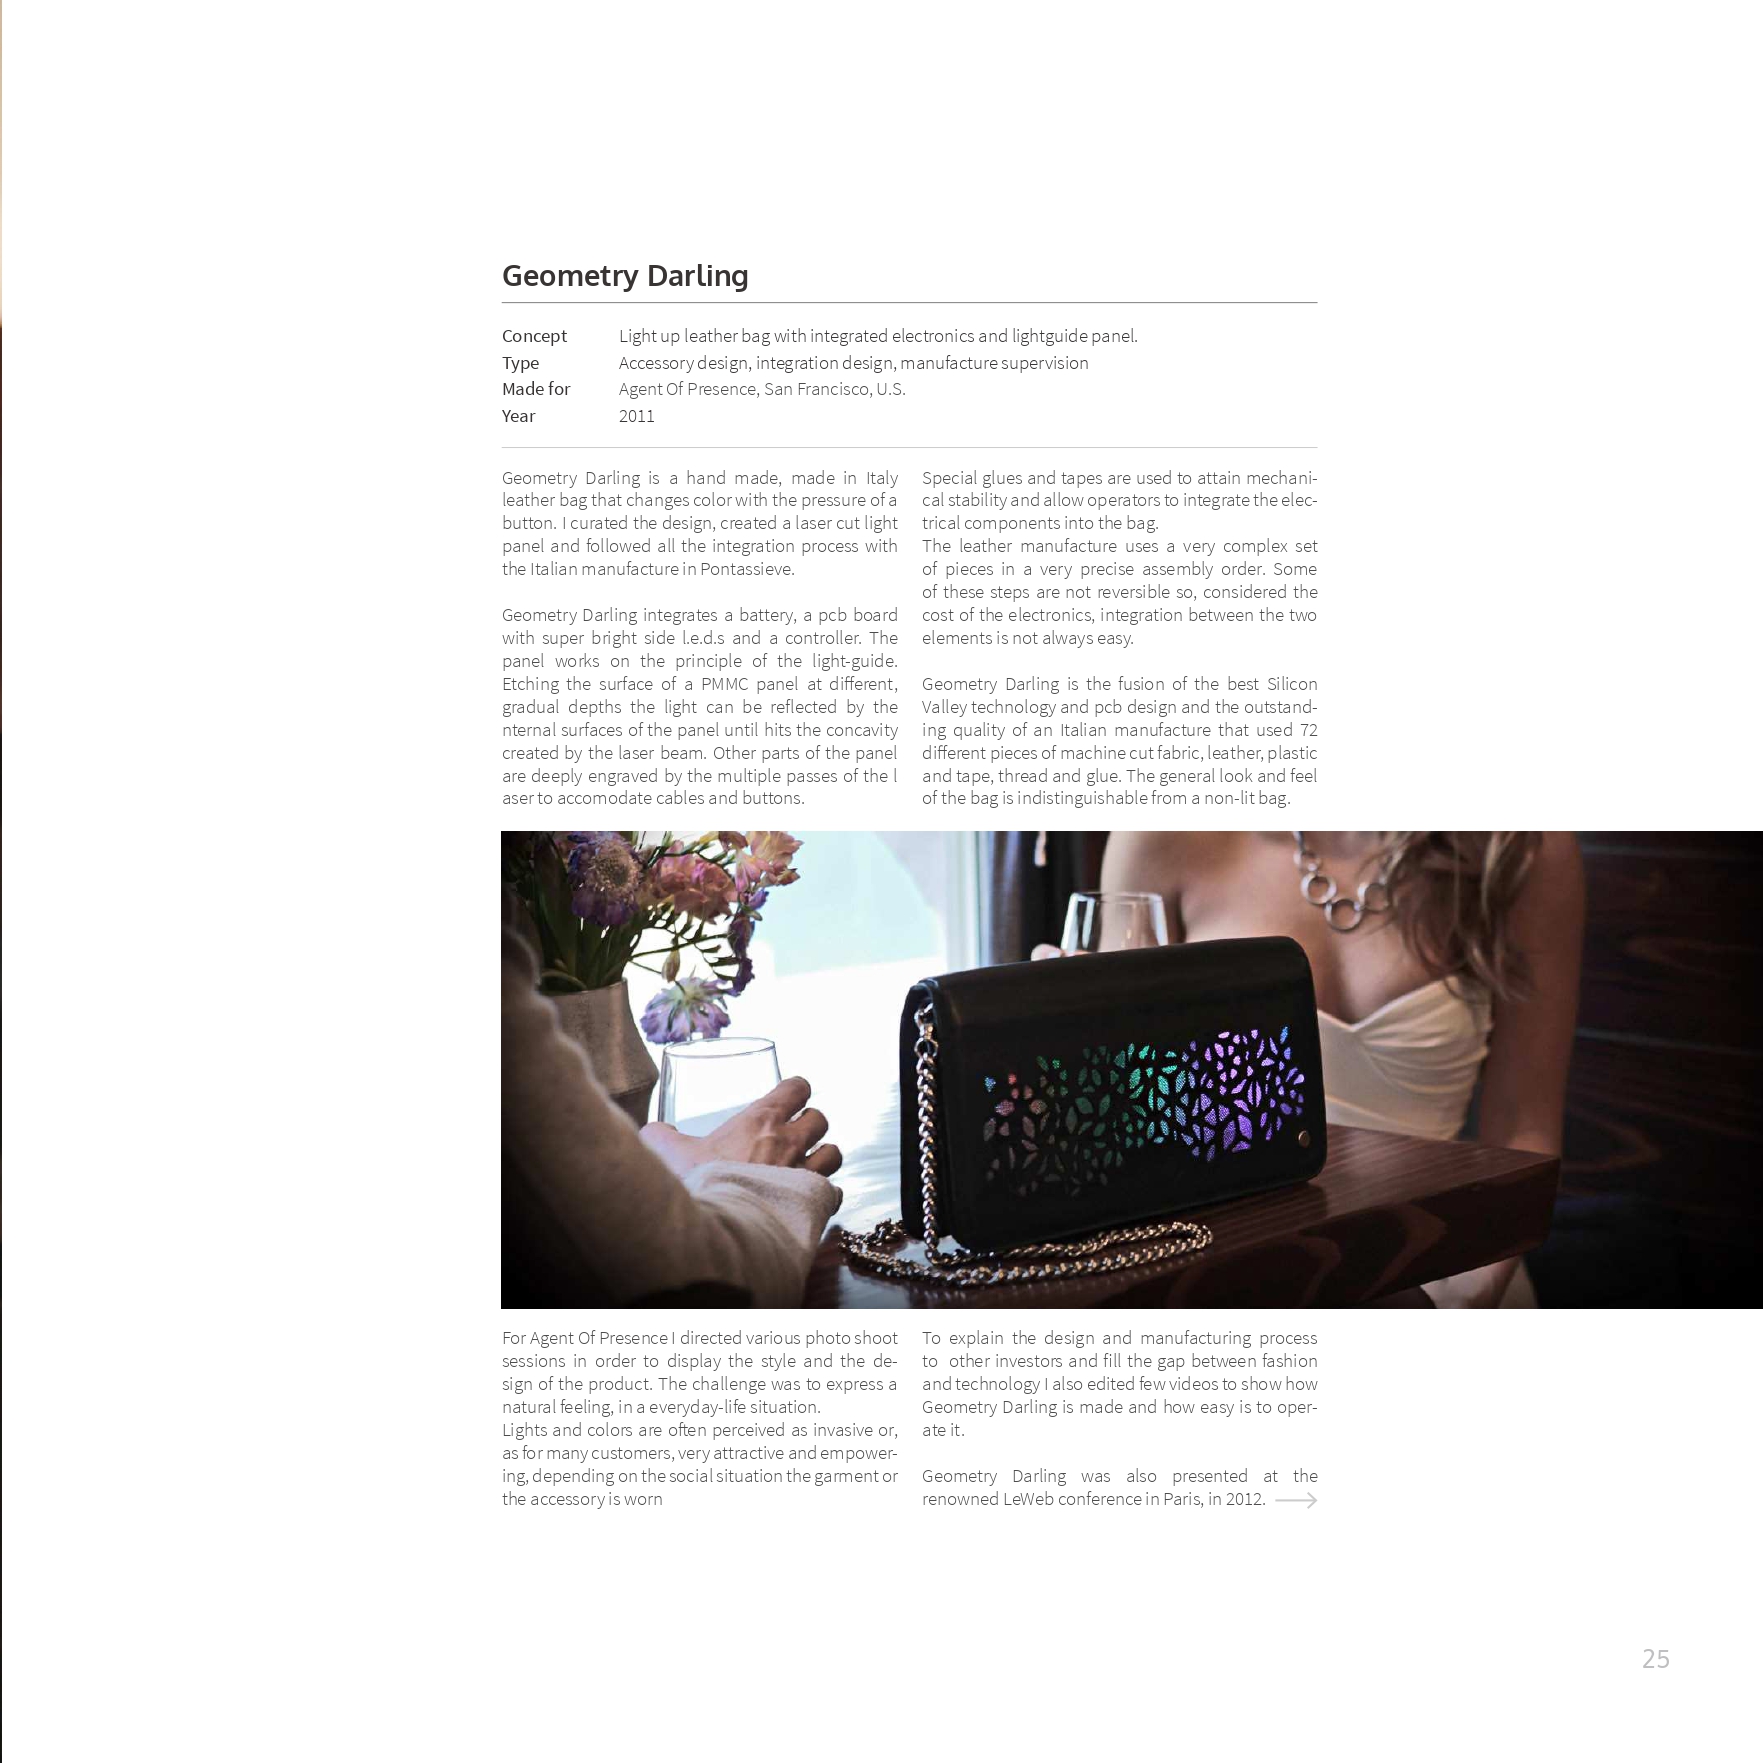 Geometry Darling
Concept Light up leather bag with integrated electronics and lightguide panel.
Type Accessory design, integration design, manufacture supervision
Made for Agent Of Presence, San Francisco, U.S.
Year 2011
Geometry Darling is a hand made, made in Italy
leather bag that changes color with the pressure of a
button. I curated the design, created a laser cut light
panel and followed all the integration process with
the Italian manufacture in Pontassieve.
Geometry Darling integrates a battery, a pcb board
with super bright side l.e.d.s and a controller. The
panel works on the principle of the light-guide.
Etching the surface of a PMMC panel at different,
gradual depths the light can be reflected by the
nternal surfaces of the panel until hits the concavity
created by the laser beam. Other parts of the panel
are deeply engraved by the multiple passes of the l
aser to accomodate cables and buttons.
Special glues and tapes are used to attain mechani-
cal stability and allow operators to integrate the elec-
trical components into the bag.
The leather manufacture uses a very complex set
of pieces in a very precise assembly order. Some
of these steps are not reversible so, considered the
cost of the electronics, integration between the two
elements is not always easy.
Geometry Darling is the fusion of the best Silicon
Valley technology and pcb design and the outstand-
ing quality of an Italian manufacture that used 72
different pieces of machine cut fabric, leather, plastic
and tape, thread and glue. The general look and feel
of the bag is indistinguishable from a non-lit bag.
For Agent Of Presence I directed various photo shoot
sessions in order to display the style and the de-
sign of the product. The challenge was to express a
natural feeling, in a everyday-life situation.
Lights and colors are often perceived as invasive or,
as for many customers, very attractive and empower-
ing, depending on the social situation the garment or
the accessory is worn
To explain the design and manufacturing process
to other investors and fill the gap between fashion
and technology I also edited few videos to show how
Geometry Darling is made and how easy is to oper-
ate it.
Geometry Darling was also presented at the
renowned LeWeb conference in Paris, in 2012.
25